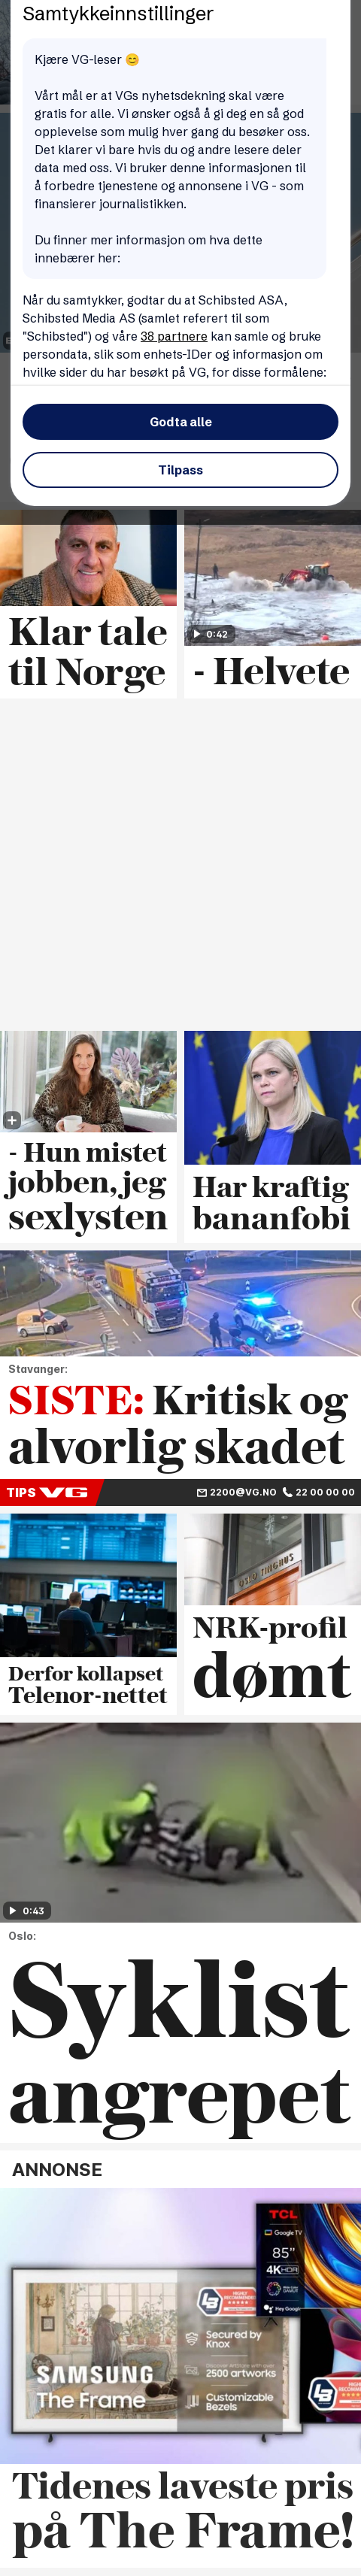 Samtykkeinnstillinger
Kjære VG-leser 😊
Vårt mål er at VGs nyhetsdekning skal være
gratis for alle. Vi ønsker også å gi deg en så god
opplevelse som mulig hver gang du besøker oss.
Det klarer vi bare hvis du og andre lesere deler
data med oss. Vi bruker denne informasjonen til
å forbedre tjenestene og annonsene i VG - som
finansierer journalistikken.
Du finner mer informasjon om hva dette
innebærer her:
Når du samtykker, godtar du at Schibsted ASA,
Schibsted Media AS (samlet referert til som
"Schibsted") og våre 38 partnere kan samle og bruke
persondata, slik som enhets-IDer og informasjon om
hvilke sider du har besøkt på VG, for disse formålene:
Godta alle
Tilpass
Klar tale
til Norge
0:42
- Helvete
- Hun mistet
jobben, jeg
sexlysten
Har kraftig
bananfobi
Stavanger:
SISTE: Kritisk og
alvorlig skadet
TIPS VG 2200@VG.NO 22 00 00 00
Derfor kollapset
Telenor-nettet
OSLO TINGHUS
NRK-profil
dømt
0:43
Oslo:
Syklist
angrepet
ANNONSE
TCL
Google TV
85"
4K HDR
Hey Google
SAMSUNG
The Frame
Secured by
Knox
2500 artworks
Customizable
Bezels
Tidenes laveste pris
på The Frame!